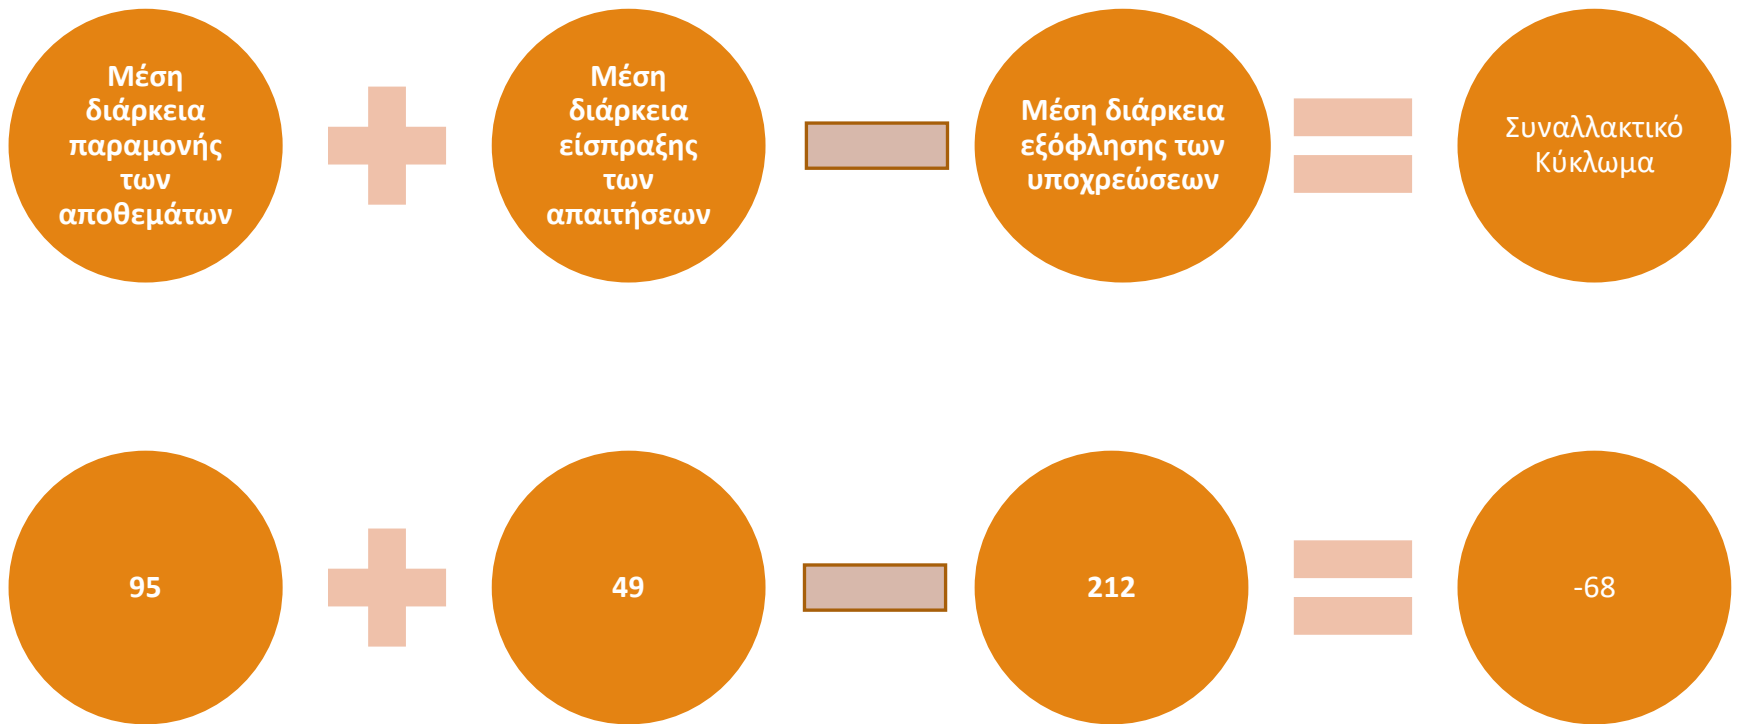 Μέση
διάρκεια
παραμονής
των
αποθεμάτων
Μέση
διάρκεια
είσπραξης
των
απαιτήσεων
Μέση διάρκεια
εξόφλησης των
υποχρεώσεων
Συναλλακτικό
Κύκλωμα
95
49
212
-68